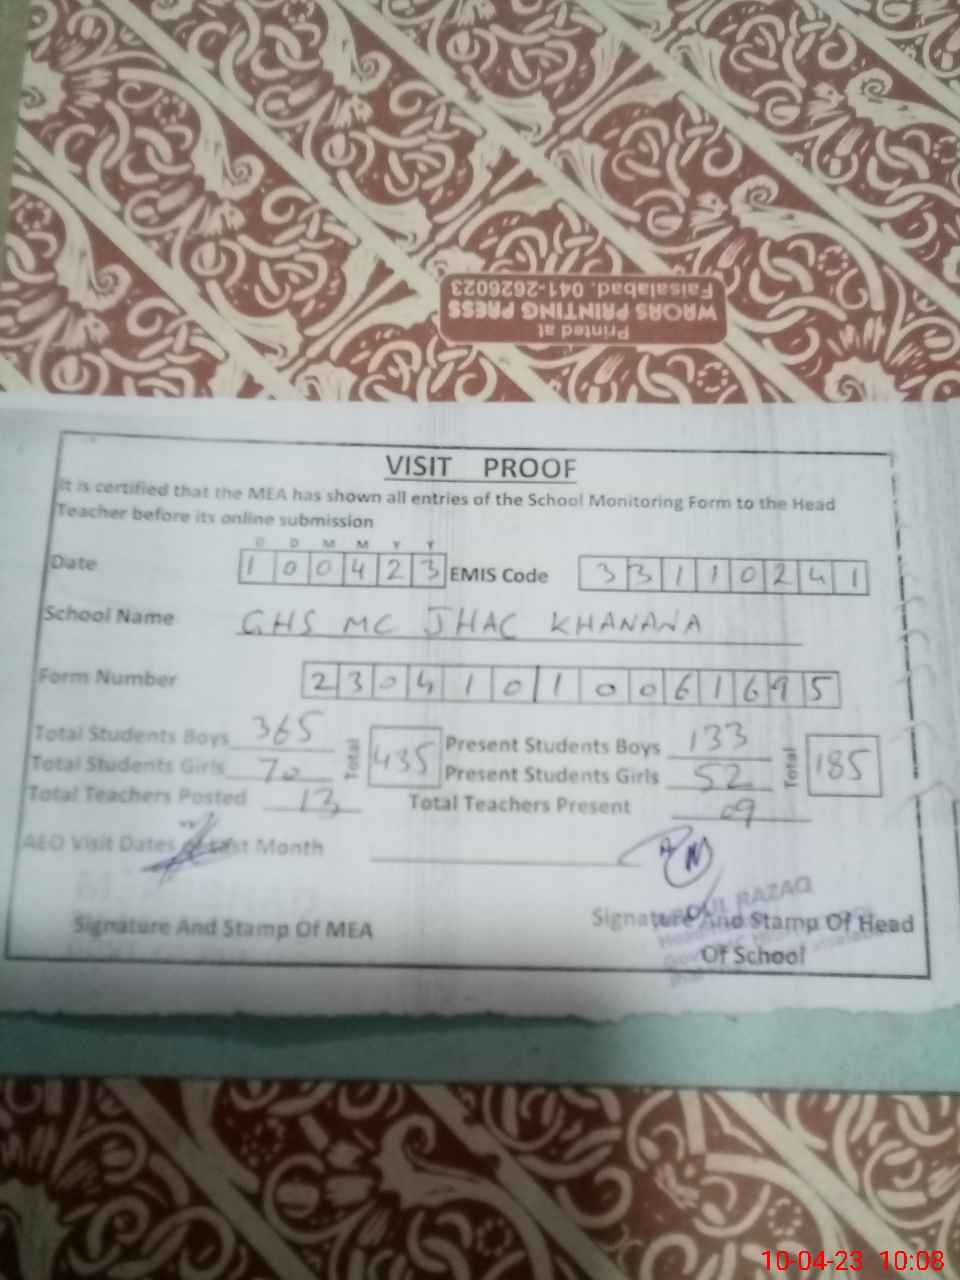 Printed at
WAQAS PRINTING PRESS
Faisalabad. 041-2626023
VISIT PROOF
It is certified that the MEA has shown all entries of the School Monitoring Form to the Head
Teacher before its online submission
D D M M Y Y
Date 1 0 0 4 2 3 EMIS Code 3 3 1 1 0 2 4 1
School Name GHS MC JHAC KHANANA
Form Number 2 3 0 4 1 0 1 0 0 6 1 6 9 5
Total Students Boys 365 Total 435 Present Students Boys 133 Total 185
Total Students Girls 70 Present Students Girls 52
Total Teachers Posted 13 Total Teachers Present 09
AEO Visit Dates of Last Month
RAZAQ
Signature And Stamp Of MEA Signature And Stamp Of Head
Of School
10-04-23 10:08